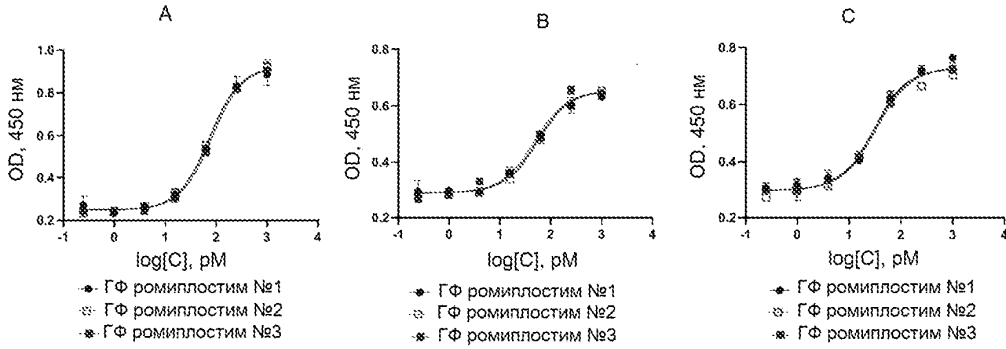 A
B
C
OD, 450 нм
1.0
0.8
0.6
0.4
0.2
-1
0
1
2
3
4
log[C], pM
ГФ ромиплостим №1
ГФ ромиплостим №2
ГФ ромиплостим №3
OD, 450 нм
0.8
0.6
0.4
0.2
-1
0
1
2
3
4
log[C], pM
ГФ ромиплостим №1
ГФ ромиплостим №2
ГФ ромиплостим №3
OD, 450 нм
0.8
0.6
0.4
0.2
-1
0
1
2
3
4
log[C], pM
ГФ ромиплостим №1
ГФ ромиплостим №2
ГФ ромиплостим №3